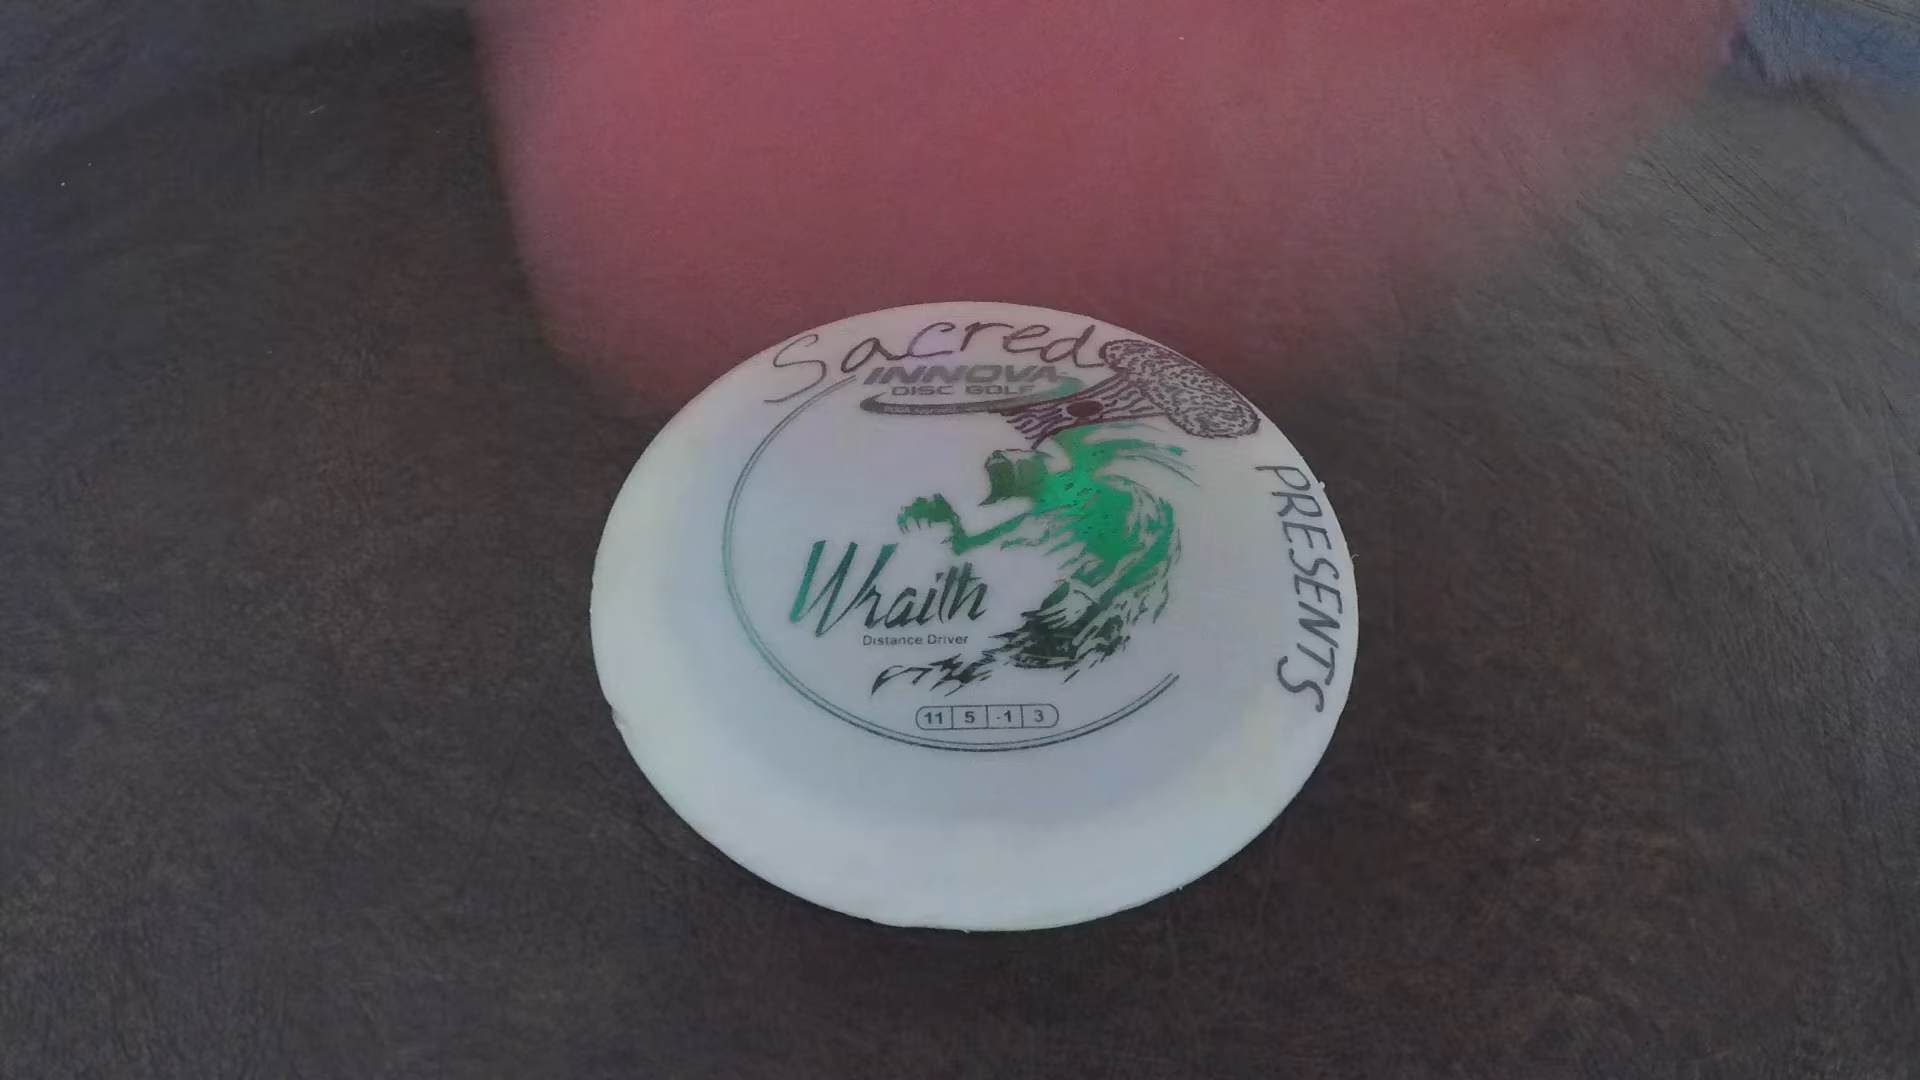 Sacred
INNOVA
DISC GOLF
PRESENTS
Wraith
Distance Driver
11 5 -1 3